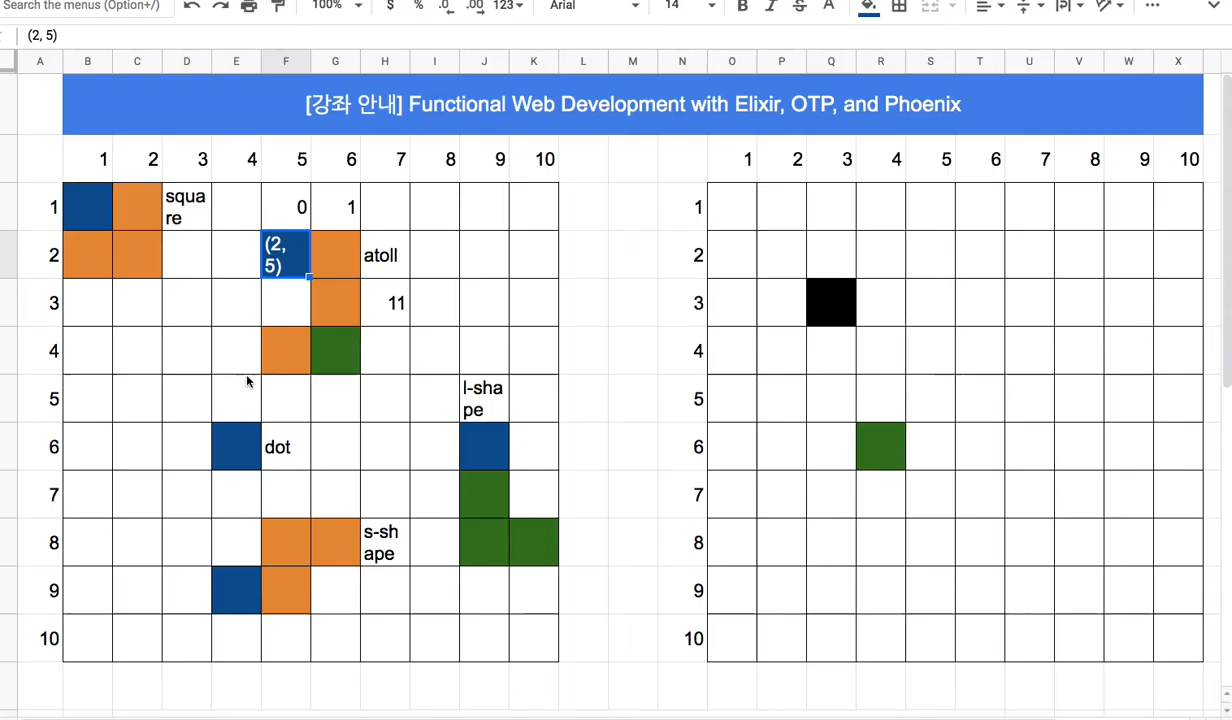 Search the menus (Option+/)
100% $ % .0 .00 123 Arial 14 B I S A
(2, 5)
A B C D E F G H I J K L M N O P Q R S T U V W X
[강좌 안내] Functional Web Development with Elixir, OTP, and Phoenix
1 2 3 4 5 6 7 8 9 10 1 2 3 4 5 6 7 8 9 10
1 squa
re 0 1 1
2 (2,
5) atoll 2
3 11 3
4 4
5 l-sha
pe 5
6 dot 6
7 7
8 s-sh
ape 8
9 9
10 10